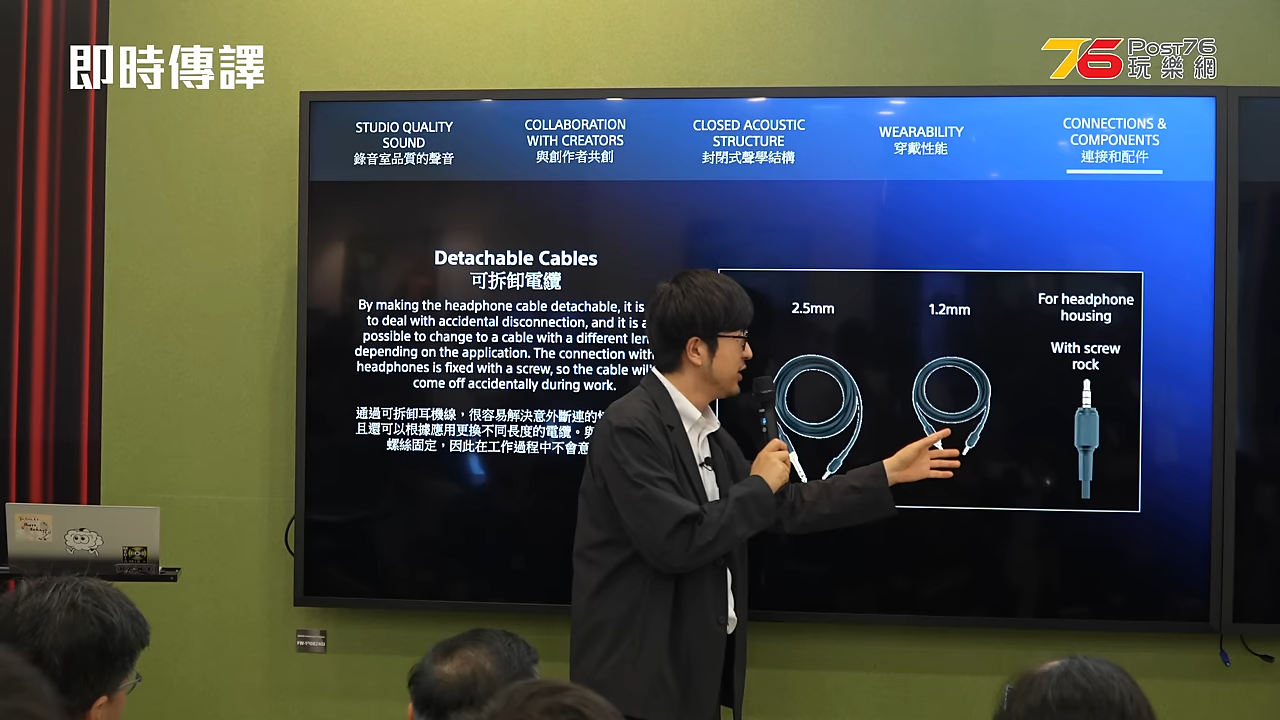 即時傳譯
76 Post76
玩樂網
STUDIO QUALITY
SOUND
錄音室品質的聲音
COLLABORATION
WITH CREATORS
與創作者共創
CLOSED ACOUSTIC
STRUCTURE
封閉式聲學結構
WEARABILITY
穿戴性能
CONNECTIONS &
COMPONENTS
連接和配件
Detachable Cables
可拆卸電纜
By making the headphone cable detachable, it is
to deal with accidental disconnection, and it is
possible to change to a cable with a different
depending on the application. The connection with
headphones is fixed with a screw, so the cable will
come off accidentally during work.
通過可拆卸耳機線，很容易解決意外斷連的
且還可以根據應用更換不同長度的電纜。
螺絲固定，因此在工作過程中不會意
2.5mm
1.2mm
For headphone
housing
With screw
rock